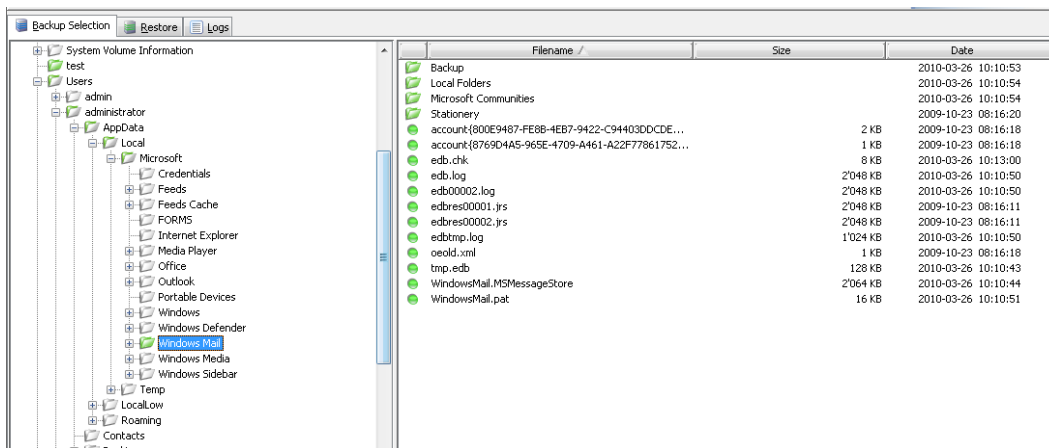 Backup Selection Restore Logs
System Volume Information
test
Users
admin
administrator
AppData
Local
Microsoft
Credentials
Feeds
Feeds Cache
FORMS
Internet Explorer
Media Player
Office
Outlook
Portable Devices
Windows
Windows Defender
Windows Mail
Windows Media
Windows Sidebar
Temp
LocalLow
Roaming
Contacts
Filename Size Date
Backup 2010-03-26 10:10:53
Local Folders 2010-03-26 10:10:54
Microsoft Communities 2010-03-26 10:10:54
Stationery 2009-10-23 08:16:20
account{800E9487-FE8B-4EB7-9422-C94403DDCDE... 2 KB 2009-10-23 08:16:18
account{8769D4A5-965E-4709-A461-A22F77861752... 1 KB 2009-10-23 08:16:18
edb.chk 8 KB 2010-03-26 10:13:00
edb.log 2'048 KB 2010-03-26 10:10:50
edb00002.log 2'048 KB 2010-03-26 10:10:50
edbres00001.jrs 2'048 KB 2009-10-23 08:16:11
edbres00002.jrs 2'048 KB 2009-10-23 08:16:11
edbtmp.log 1'024 KB 2010-03-26 10:10:50
oeold.xml 1 KB 2009-10-23 08:16:18
tmp.edb 128 KB 2010-03-26 10:10:43
WindowsMail.MSMessageStore 2'064 KB 2010-03-26 10:10:44
WindowsMail.pat 16 KB 2010-03-26 10:10:51